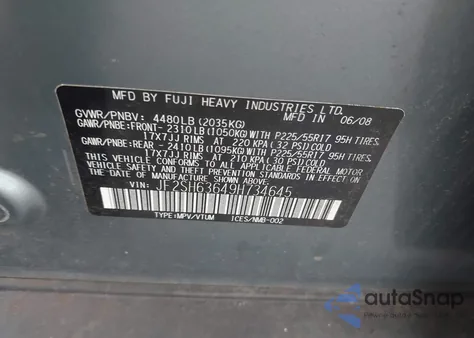 MFD BY FUJI HEAVY INDUSTRIES LTD.
GVWR/PNBV: 4480LB (2035KG) MFD IN 06/08
GAWR/PNBE:FRONT- 2310LB (1050KG) WITH P225/55R17 95H TIRES,
17X7JJ RIMS AT 220 KPA (32 PSI) COLD
GAWR/PNBE:REAR - 2410LB (1095KG) WITH P225/55R17 95H TIRES,
17X7JJ RIMS AT 210 KPA (30 PSI) COLD
THIS VEHICLE CONFORMS TO ALL APPLICABLE FEDERAL MOTOR
VEHICLE SAFETY AND THEFT PREVENTION STANDARDS IN EFFECT
ON THE DATE OF MANUFACTURE SHOWN ABOVE.
VIN: JF2SH63649H734645
TYPE:MPV/VTUM ICES/NMB-002
autoSnap